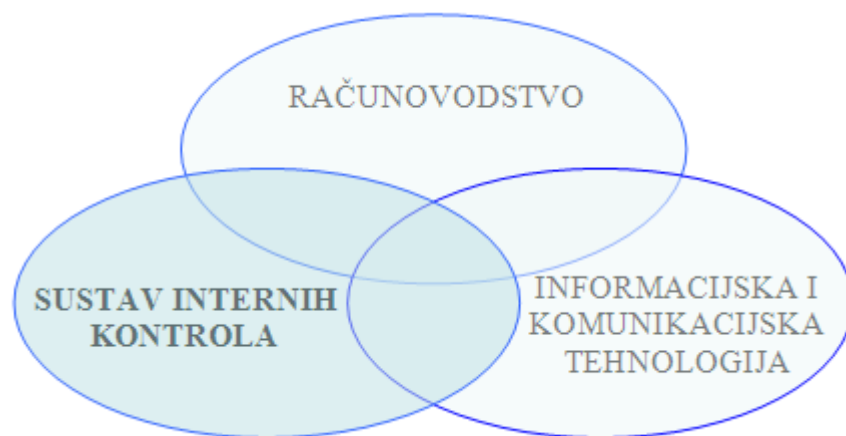 RAČUNOVODSTVO
SUSTAV INTERNIH
KONTROLA
INFORMACIJSKA I
KOMUNIKACIJSKA
TEHNOLOGIJA